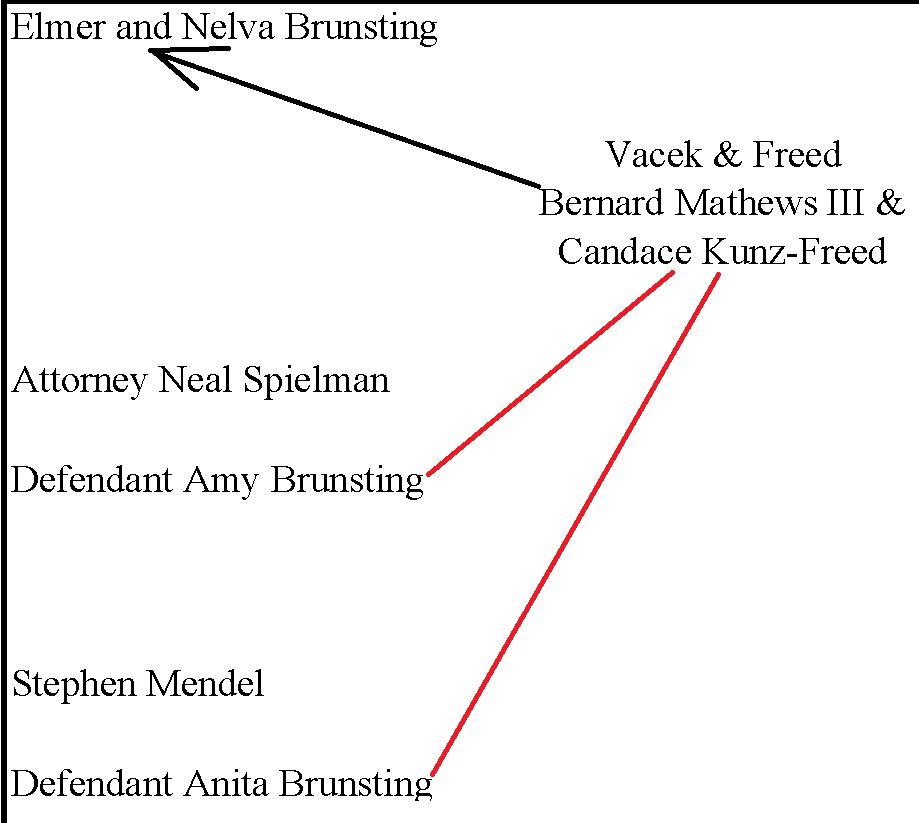 Elmer and Nelva Brunsting
Vacek & Freed
Bernard Mathews III &
Candace Kunz-Freed
Attorney Neal Spielman
Defendant Amy Brunsting
Stephen Mendel
Defendant Anita Brunsting